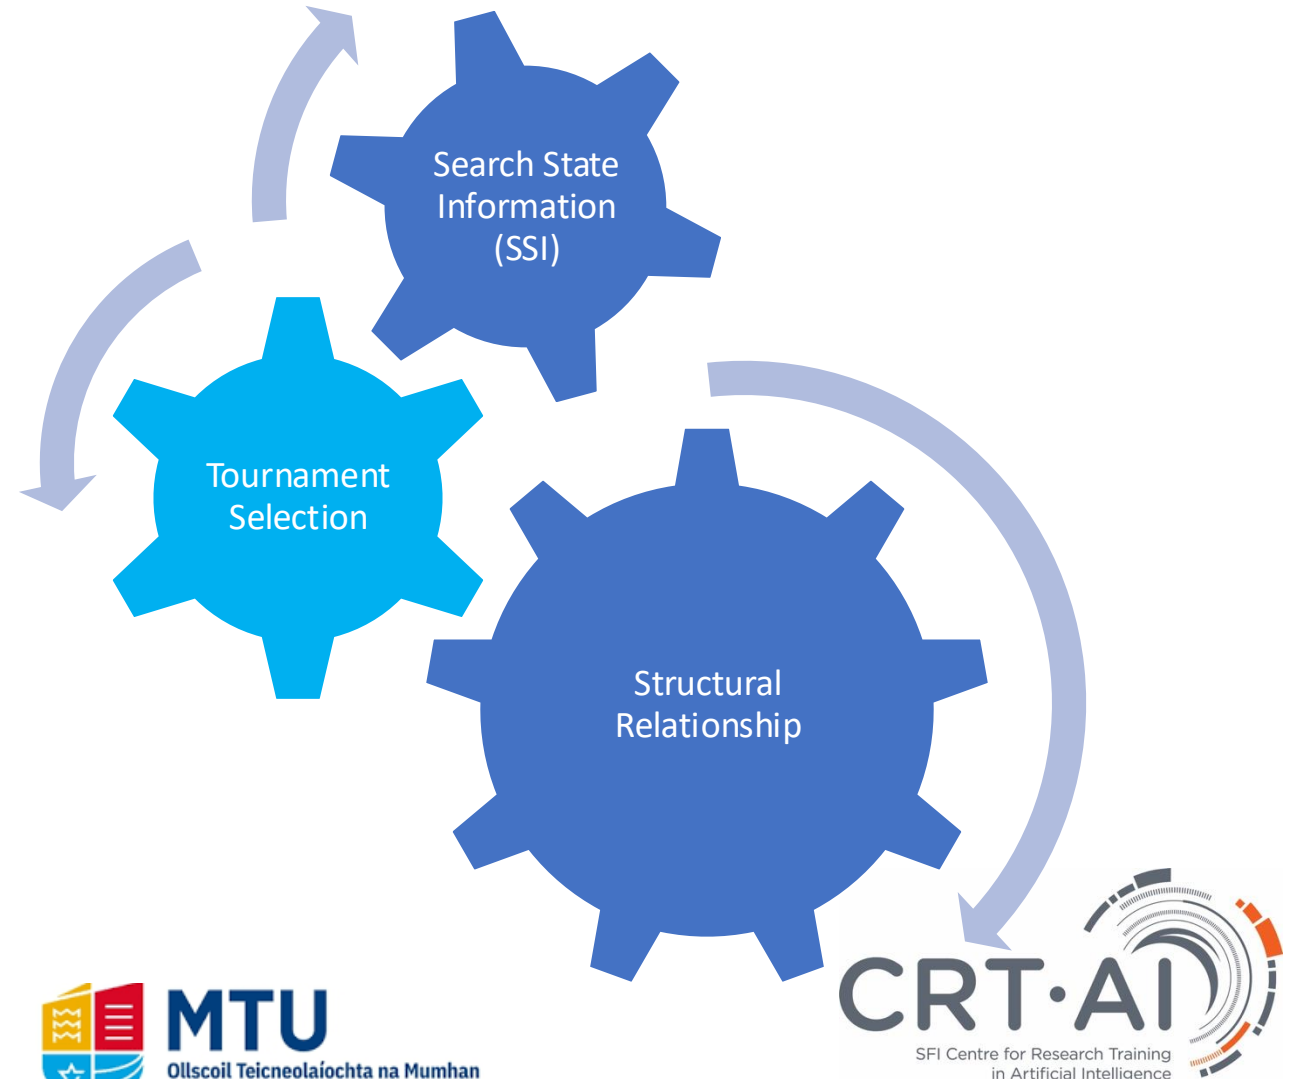 Search State
Information
(SSI)
Tournament
Selection
Structural
Relationship
MTU
Ollscoil Teicneolaíochta na Mumhan
CRT·AI
SFI Centre for Research Training
in Artificial Intelligence